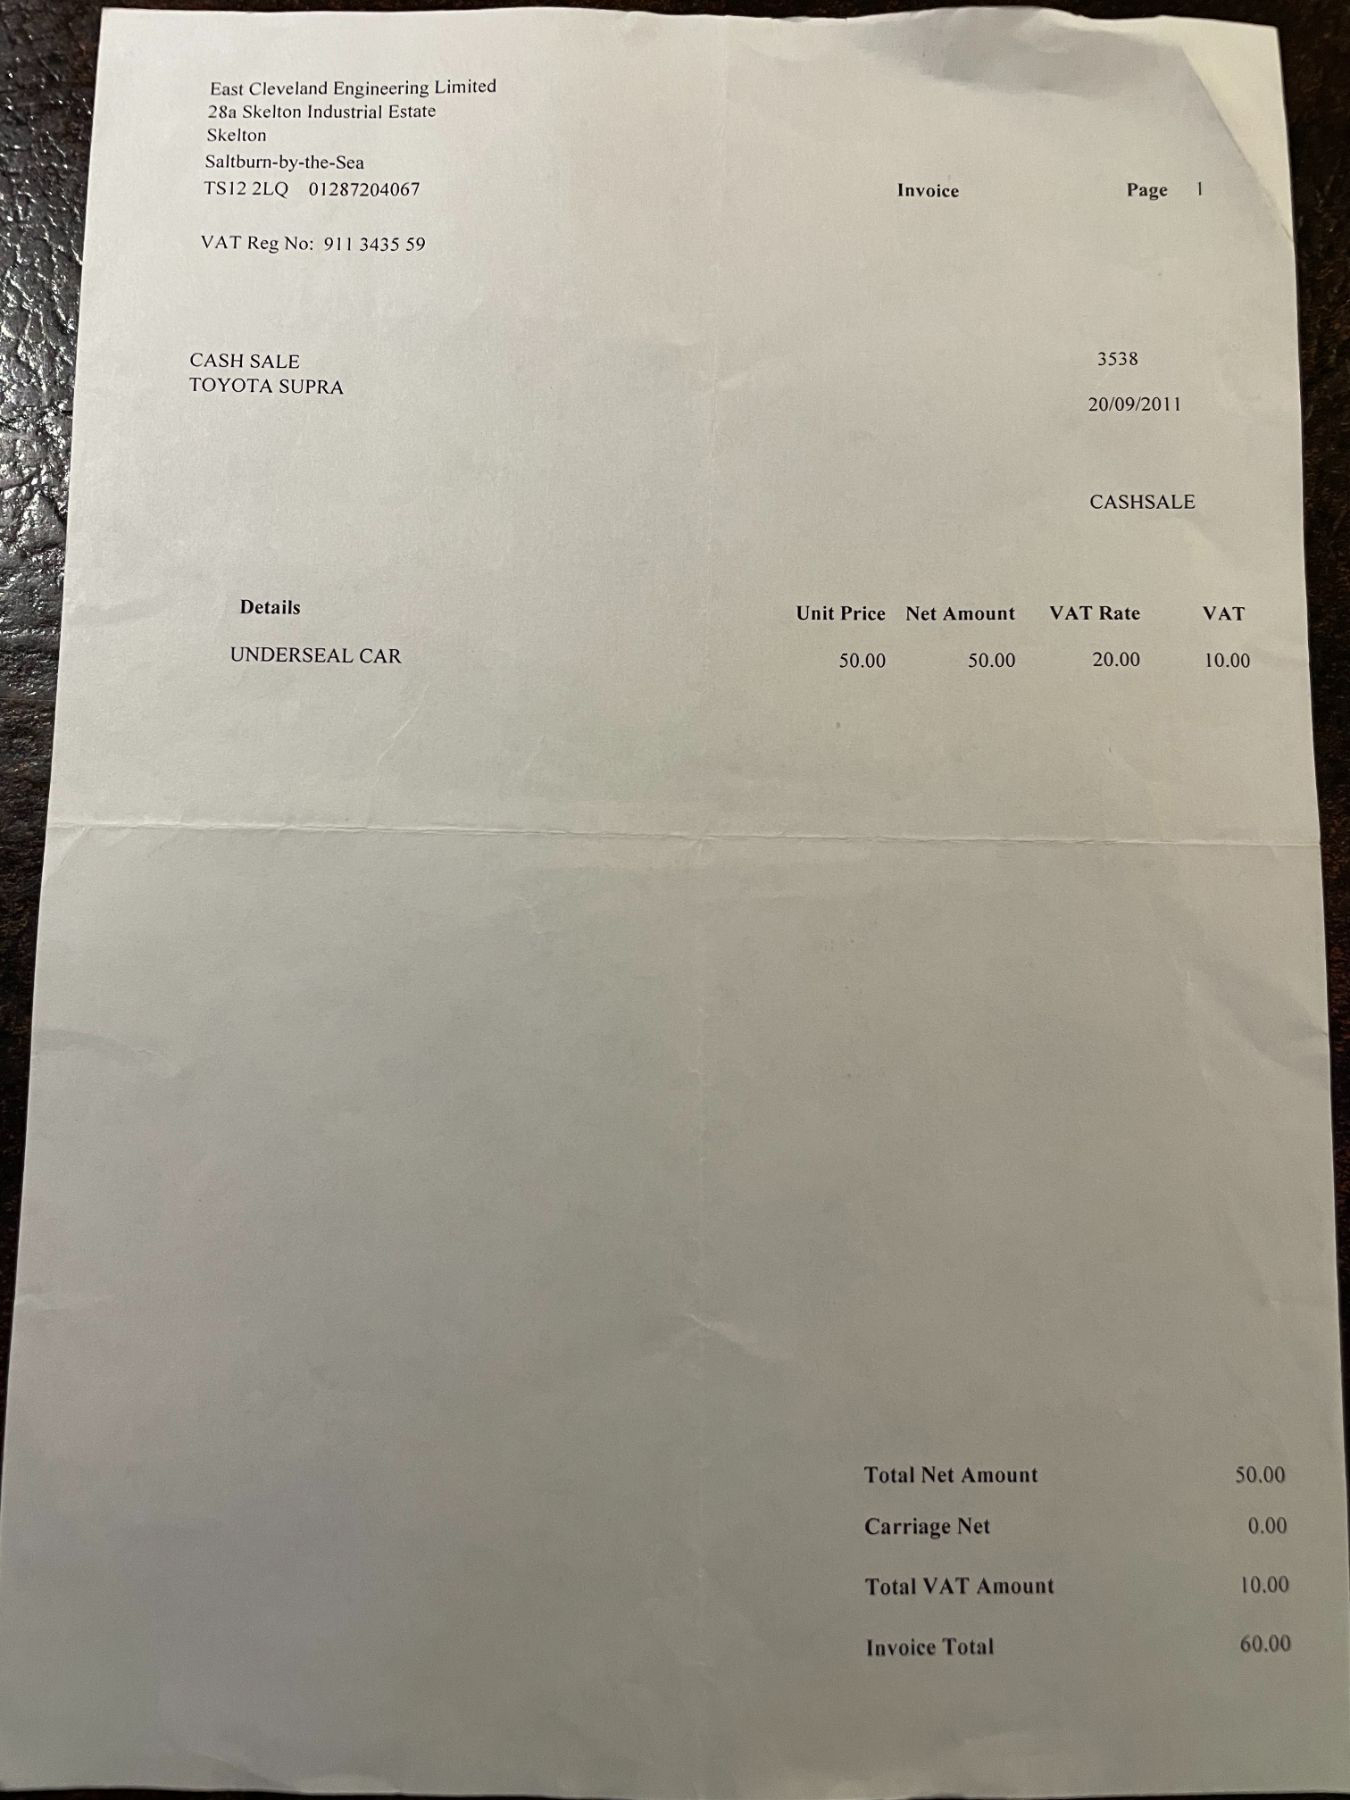 East Cleveland Engineering Limited
28a Skelton Industrial Estate
Skelton
Saltburn-by-the-Sea
TS12 2LQ 01287204067
Invoice Page 1
VAT Reg No: 911 3435 59
CASH SALE 3538
TOYOTA SUPRA
20/09/2011
CASHSALE
Details Unit Price Net Amount VAT Rate VAT
UNDERSEAL CAR 50.00 50.00 20.00 10.00
Total Net Amount 50.00
Carriage Net 0.00
Total VAT Amount 10.00
Invoice Total 60.00